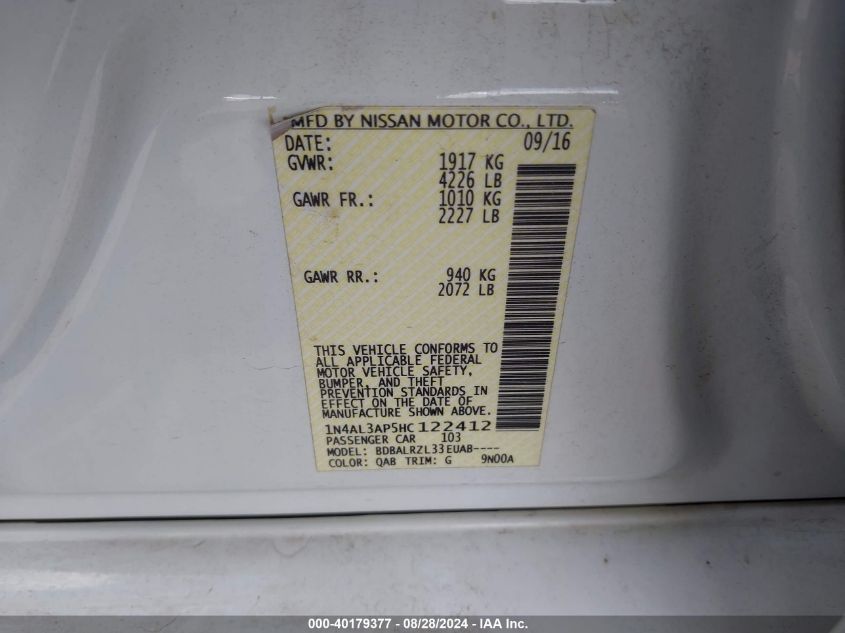 MFD BY NISSAN MOTOR CO., LTD.
DATE: 09/16
GVWR: 1917 KG
4226 LB
GAWR FR.: 1010 KG
2227 LB
GAWR RR.: 940 KG
2072 LB
THIS VEHICLE CONFORMS TO
ALL APPLICABLE FEDERAL
MOTOR VEHICLE SAFETY,
BUMPER, AND THEFT
PREVENTION STANDARDS IN
EFFECT ON THE DATE OF
MANUFACTURE SHOWN ABOVE.
1N4AL3AP5HC122412
PASSENGER CAR 103
MODEL: BDBALRZL33EUAB----
COLOR: QAB TRIM: G 9N00A
000-40179377 - 08/28/2024 - IAA Inc.